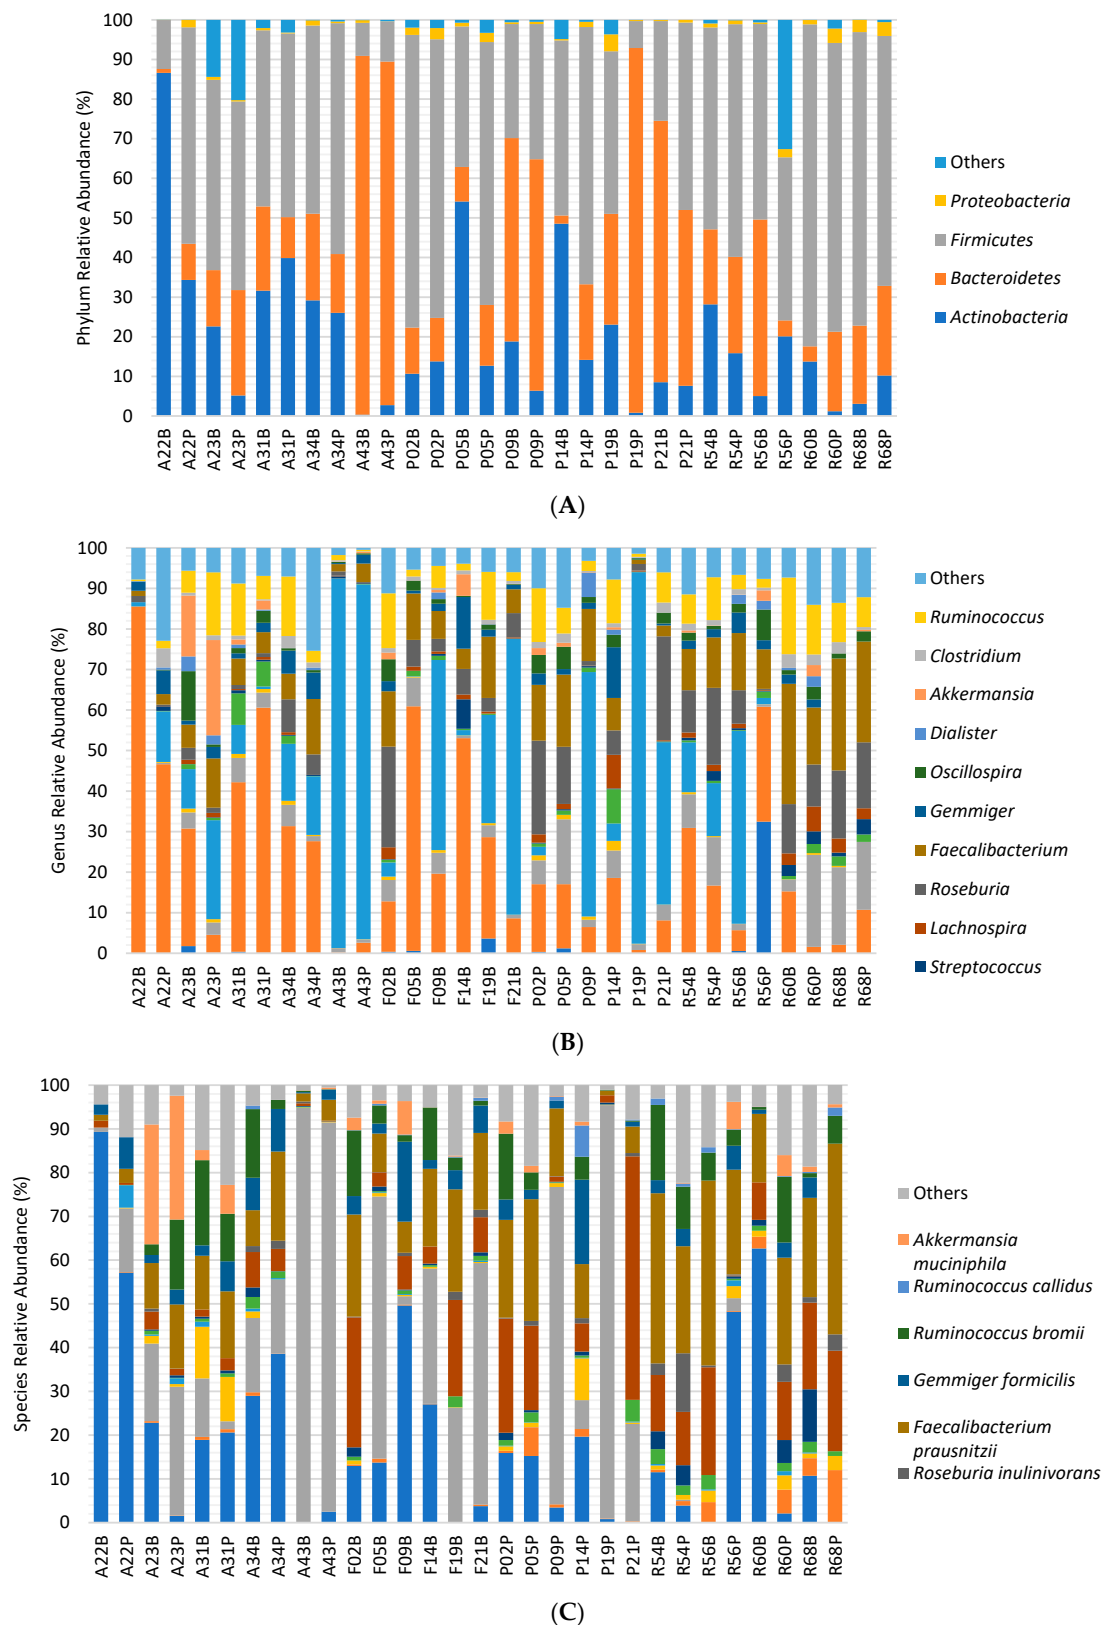 100
90
80
70
60
50
40
30
20
10
0
Phylum Relative Abundance (%)
Others
Proteobacteria
Firmicutes
Bacteroidetes
Actinobacteria
A22B A22P A23B A23P A31B A31P A34B A34P A43B A43P P02B P02P P05B P05P P09B P09P P14B P14P P19B P19P P21B P21P R54B R54P R56B R56P R60B R60P R68B R68P
(A)
100
90
80
70
60
50
40
30
20
10
0
Genus Relative Abundance (%)
Others
Ruminococcus
Clostridium
Akkermansia
Dialister
Oscillospira
Gemmiger
Faecalibacterium
Roseburia
Lachnospira
Streptococcus
A22B A22P A23B A23P A31B A31P A34B A34P A43B A43P F02B F05B F09B F14B F19B F21B P02P P05P P09P P14P P19P P21P R54B R54P R56B R56P R60B R60P R68B R68P
(B)
100
90
80
70
60
50
40
30
20
10
0
Species Relative Abundance (%)
Others
Akkermansia
muciniphila
Ruminococcus callidus
Ruminococcus bromii
Gemmiger formicilis
Faecalibacterium
prausnitzii
Roseburia inulinivorans
A22B A22P A23B A23P A31B A31P A34B A34P A43B A43P F02B F05B F09B F14B F19B F21B P02P P05P P09P P14P P19P P21P R54B R54P R56B R56P R60B R60P R68B R68P
(C)